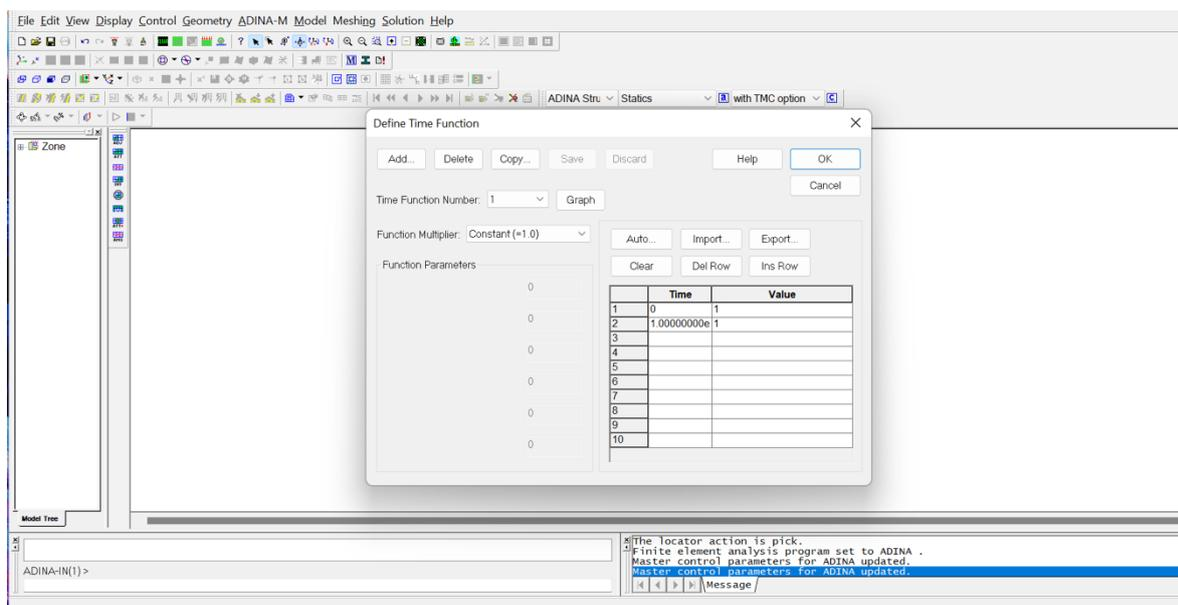 File Edit View Display Control Geometry ADINA-M Model Meshing Solution Help
ADINA Stru Statics with TMC option
Define Time Function
Zone
Add... Delete Copy... Save Discard Help OK
Cancel
Time Function Number: 1 Graph
Function Multiplier: Constant (=1.0)
Auto... Import... Export...
Function Parameters
Clear Del Row Ins Row
0
Time Value
1 0 1
2 1.00000000e 1
0
3
4
0
5
6
0
7
8
0
9
10
0
Model Tree
The locator action is pick.
Finite element analysis program set to ADINA .
Master control parameters for ADINA updated.
ADINA-IN(1) >
Master control parameters for ADINA updated.
Message